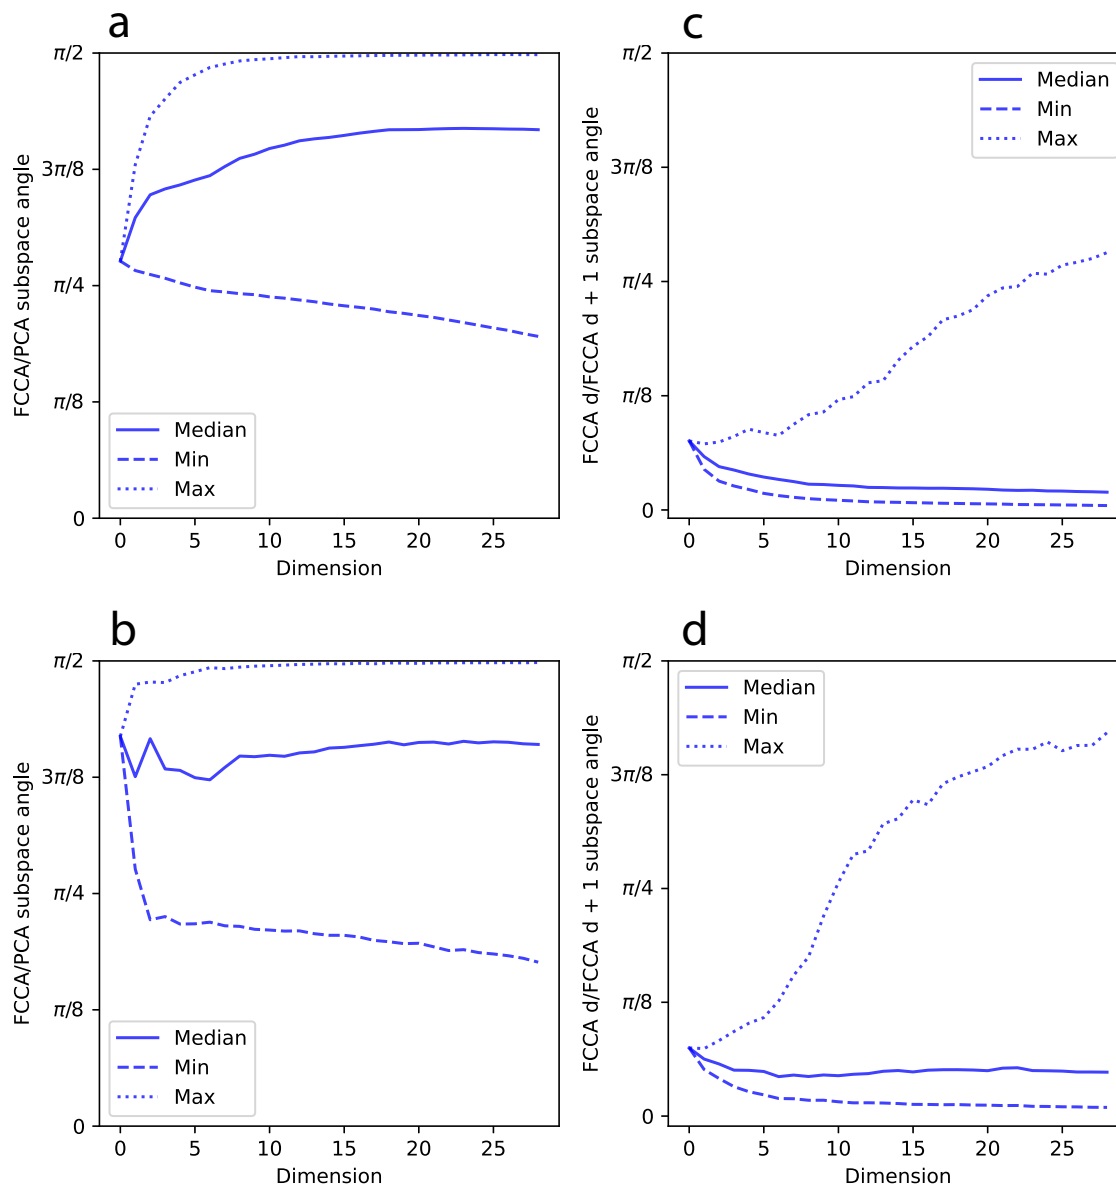 a
π/2
3π/8
π/4
π/8
0
FCCA/PCA subspace angle
Median
Min
Max
0 5 10 15 20 25
Dimension
c
π/2
3π/8
π/4
π/8
0
FCCA d/FCCA d + 1 subspace angle
Median
Min
Max
0 5 10 15 20 25
Dimension
b
π/2
3π/8
π/4
π/8
0
FCCA/PCA subspace angle
Median
Min
Max
0 5 10 15 20 25
Dimension
d
π/2
3π/8
π/4
π/8
0
FCCA d/FCCA d + 1 subspace angle
Median
Min
Max
0 5 10 15 20 25
Dimension